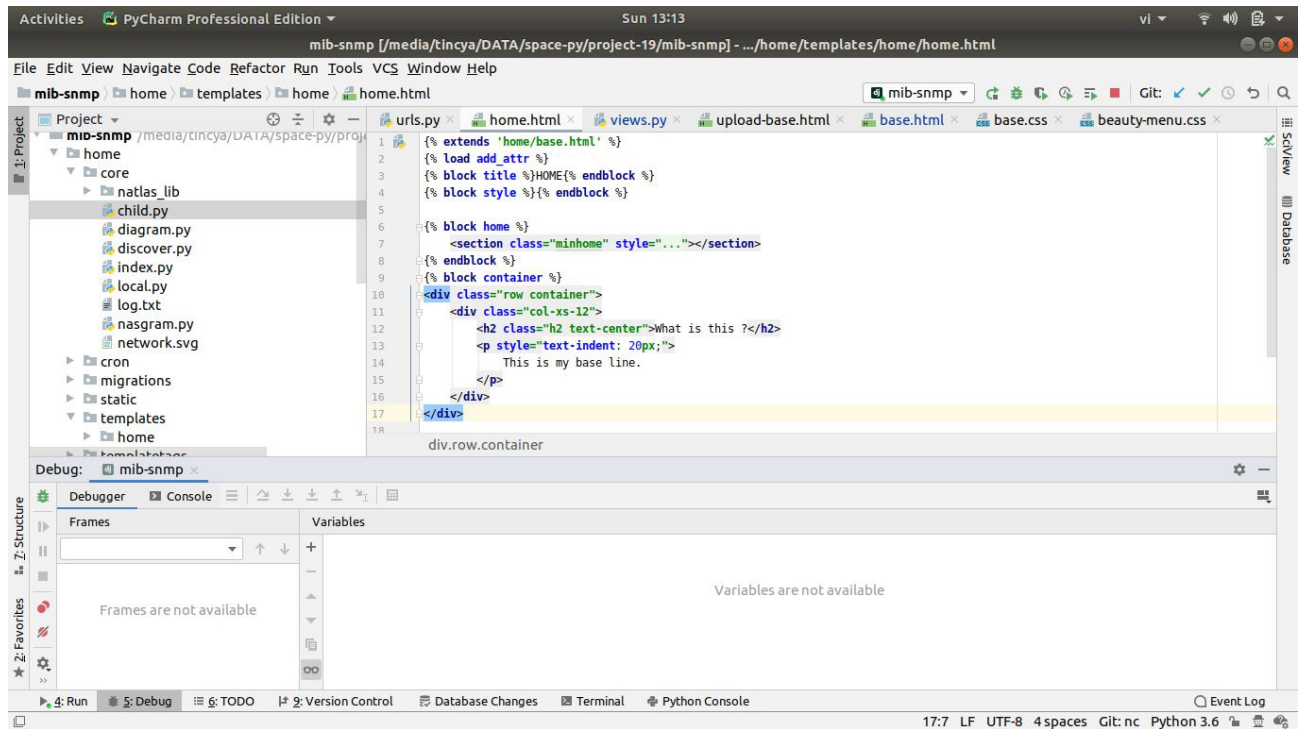 Activities PyCharm Professional Edition Sun 13:13 vi
mib-snmp [/media/tincya/DATA/space-py/project-19/mib-snmp] - .../home/templates/home/home.html
File Edit View Navigate Code Refactor Run Tools VCS Window Help
mib-snmp home templates home home.html mib-snmp Git:
1: Project
Project
urls.py home.html views.py upload-base.html base.html base.css beauty-menu.css
mib-snmp /media/tincya/DATA/space-py/proj
home
core
natlas_lib
child.py
diagram.py
discover.py
index.py
local.py
log.txt
nasgram.py
network.svg
cron
migrations
static
templates
home
templatetags
1 {% extends 'home/base.html' %}
2 {% load add_attr %}
3 {% block title %}HOME{% endblock %}
4 {% block style %}{% endblock %}
5
6 {% block home %}
7 <section class="minhome" style="..."></section>
8 {% endblock %}
9 {% block container %}
10 <div class="row container">
11 <div class="col-xs-12">
12 <h2 class="h2 text-center">What is this ?</h2>
13 <p style="text-indent: 20px;">
14 This is my base line.
15 </p>
16 </div>
17 </div>
18
div.row.container
SciView
Database
Debug: mib-snmp
Debugger Console
Frames Variables
Frames are not available
Variables are not available
Z: Structure
2: Favorites
4: Run 5: Debug 6: TODO 9: Version Control Database Changes Terminal Python Console Event Log
17:7 LF UTF-8 4 spaces Git: nc Python 3.6